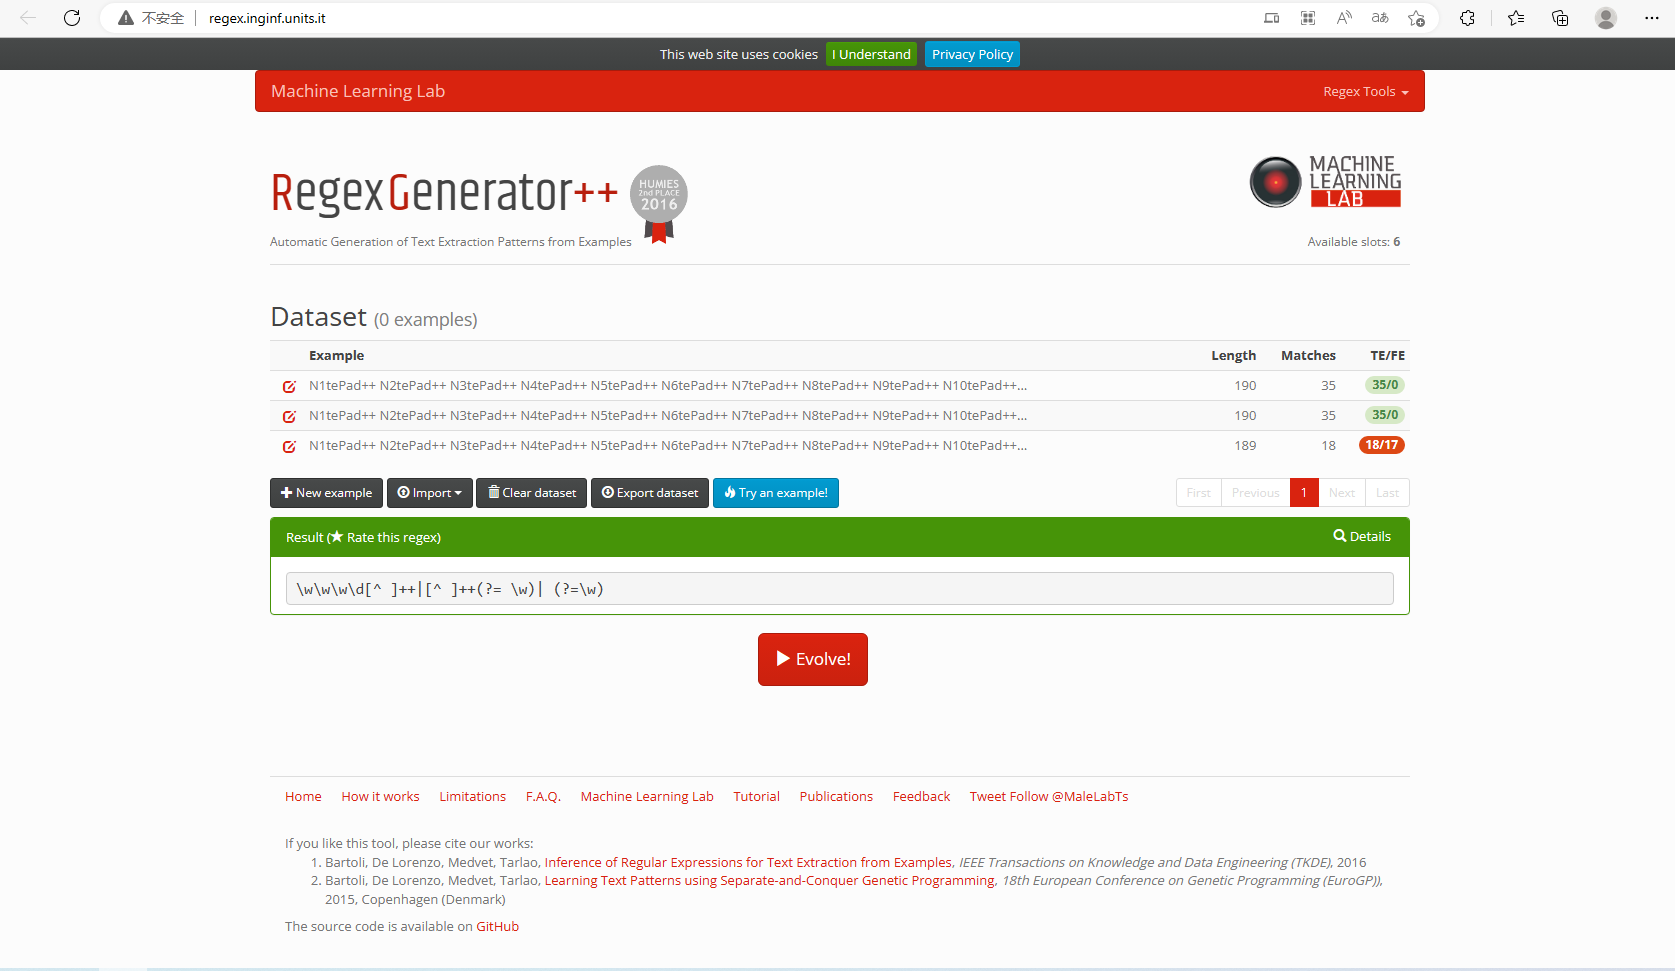 不安全 regex.inginf.units.it
This web site uses cookies I Understand Privacy Policy
Machine Learning Lab Regex Tools
RegexGenerator++ HUMIES 2nd PLACE 2016
MACHINE LEARNING LAB
Automatic Generation of Text Extraction Patterns from Examples Available slots: 6
Dataset (0 examples)
Example Length Matches TE/FE
N1tePad++ N2tePad++ N3tePad++ N4tePad++ N5tePad++ N6tePad++ N7tePad++ N8tePad++ N9tePad++ N10tePad++... 190 35 35/0
N1tePad++ N2tePad++ N3tePad++ N4tePad++ N5tePad++ N6tePad++ N7tePad++ N8tePad++ N9tePad++ N10tePad++... 190 35 35/0
N1tePad++ N2tePad++ N3tePad++ N4tePad++ N5tePad++ N6tePad++ N7tePad++ N8tePad++ N9tePad++ N10tePad++... 189 18 18/17
New example Import Clear dataset Export dataset Try an example! First Previous 1 Next Last
Result (★ Rate this regex) Details
\w\w\w\d[^ ]++|[^ ]++(?= \w)| (?=\w)
Evolve!
Home How it works Limitations F.A.Q. Machine Learning Lab Tutorial Publications Feedback Tweet Follow @MaleLabTs
If you like this tool, please cite our works:
1. Bartoli, De Lorenzo, Medvet, Tarlao, Inference of Regular Expressions for Text Extraction from Examples, IEEE Transactions on Knowledge and Data Engineering (TKDE), 2016
2. Bartoli, De Lorenzo, Medvet, Tarlao, Learning Text Patterns using Separate-and-Conquer Genetic Programming, 18th European Conference on Genetic Programming (EuroGP)),
2015, Copenhagen (Denmark)
The source code is available on GitHub